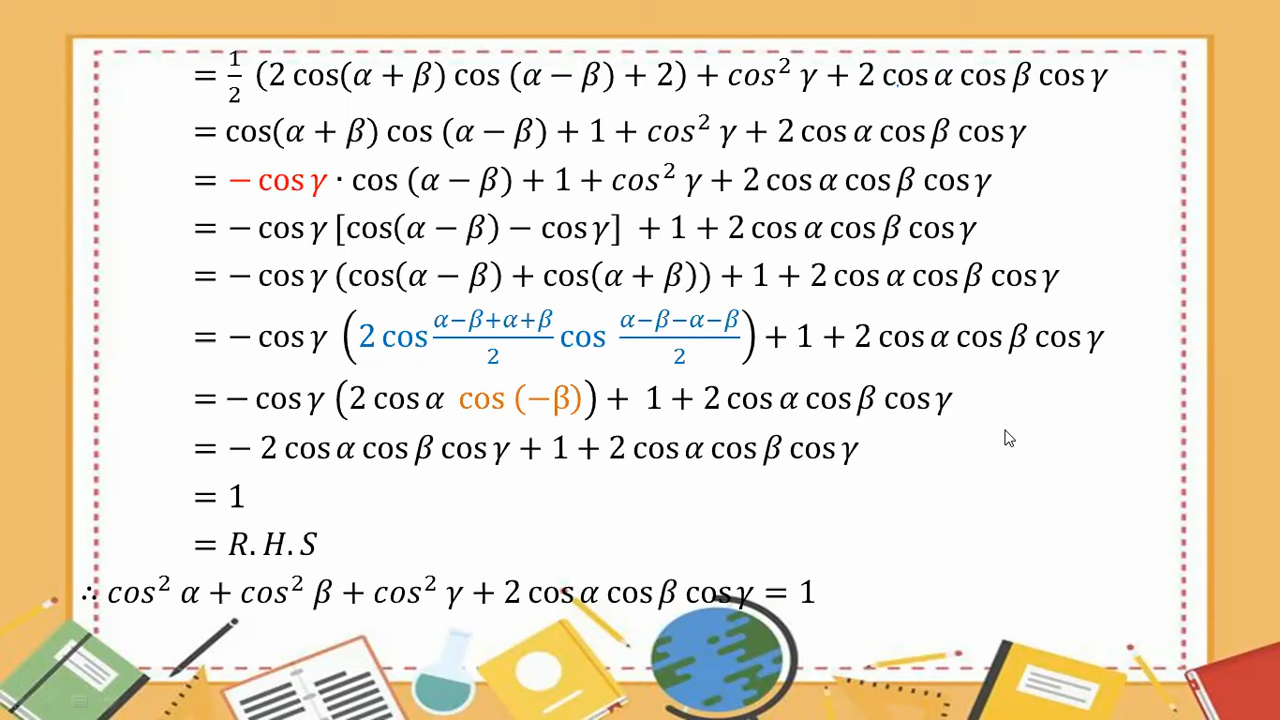 = 1/2 (2 cos(α + β) cos (α − β) + 2) + cos² γ + 2 cos α cos β cos γ
= cos(α + β) cos (α − β) + 1 + cos² γ + 2 cos α cos β cos γ
= − cos γ · cos (α − β) + 1 + cos² γ + 2 cos α cos β cos γ
= − cos γ [cos(α − β) − cos γ] + 1 + 2 cos α cos β cos γ
= − cos γ (cos(α − β) + cos(α + β)) + 1 + 2 cos α cos β cos γ
= − cos γ (2 cos (α−β+α+β)/2 cos (α−β−α−β)/2) + 1 + 2 cos α cos β cos γ
= − cos γ (2 cos α cos (−β)) + 1 + 2 cos α cos β cos γ
= − 2 cos α cos β cos γ + 1 + 2 cos α cos β cos γ
= 1
= R.H.S
∴ cos² α + cos² β + cos² γ + 2 cos α cos β cos γ = 1